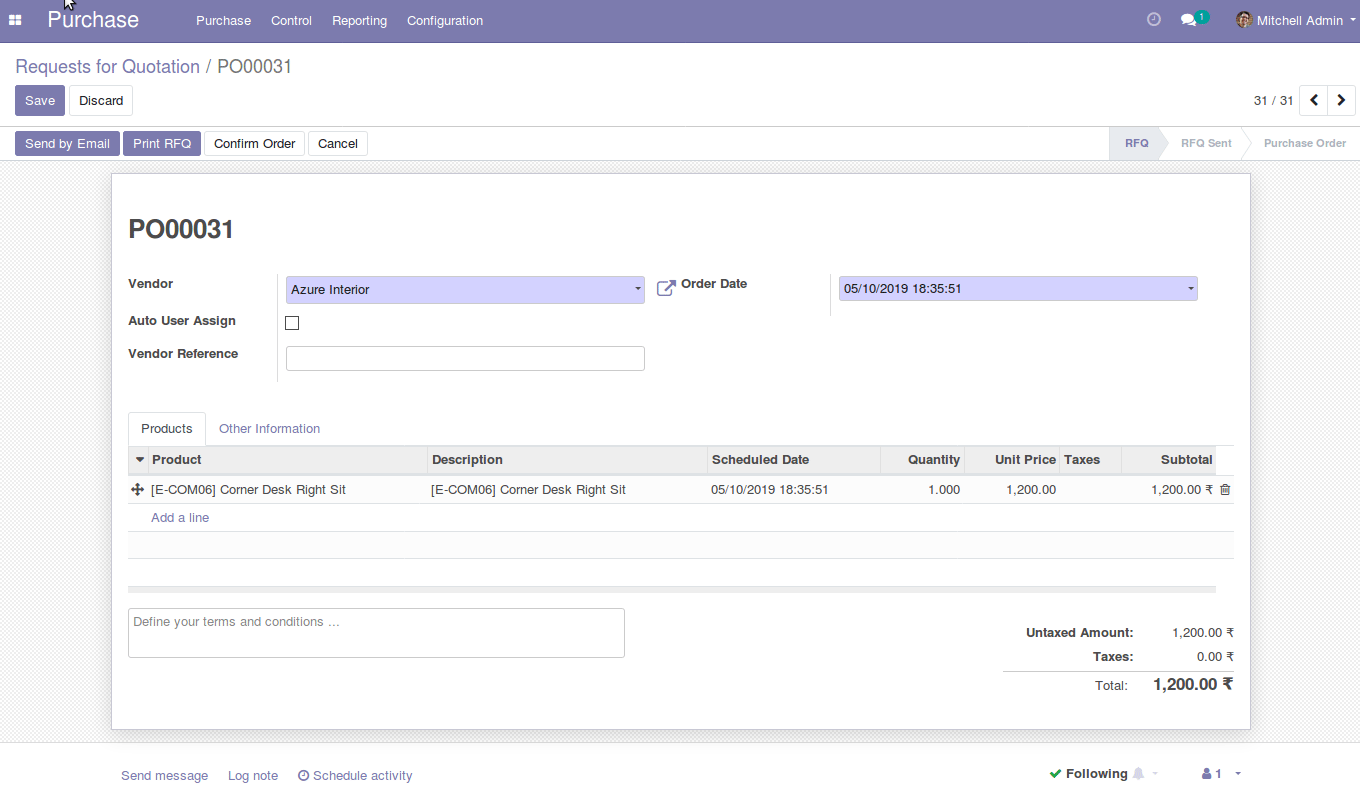 Purchase Purchase Control Reporting Configuration 1 Mitchell Admin
Requests for Quotation / PO00031
Save Discard 31 / 31
Send by Email Print RFQ Confirm Order Cancel RFQ RFQ Sent Purchase Order
PO00031
Vendor Azure Interior Order Date 05/10/2019 18:35:51
Auto User Assign
Vendor Reference
Products Other Information
Product Description Scheduled Date Quantity Unit Price Taxes Subtotal
[E-COM06] Corner Desk Right Sit [E-COM06] Corner Desk Right Sit 05/10/2019 18:35:51 1.000 1,200.00 1,200.00 ₹
Add a line
Define your terms and conditions ...
Untaxed Amount: 1,200.00 ₹
Taxes: 0.00 ₹
Total: 1,200.00 ₹
Send message Log note Schedule activity Following 1